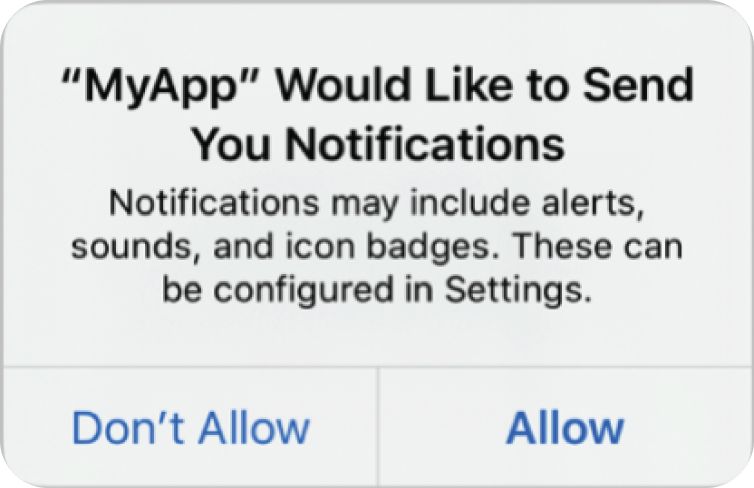 “MyApp” Would Like to Send
You Notifications
Notifications may include alerts,
sounds, and icon badges. These can
be configured in Settings.
Don’t Allow
Allow